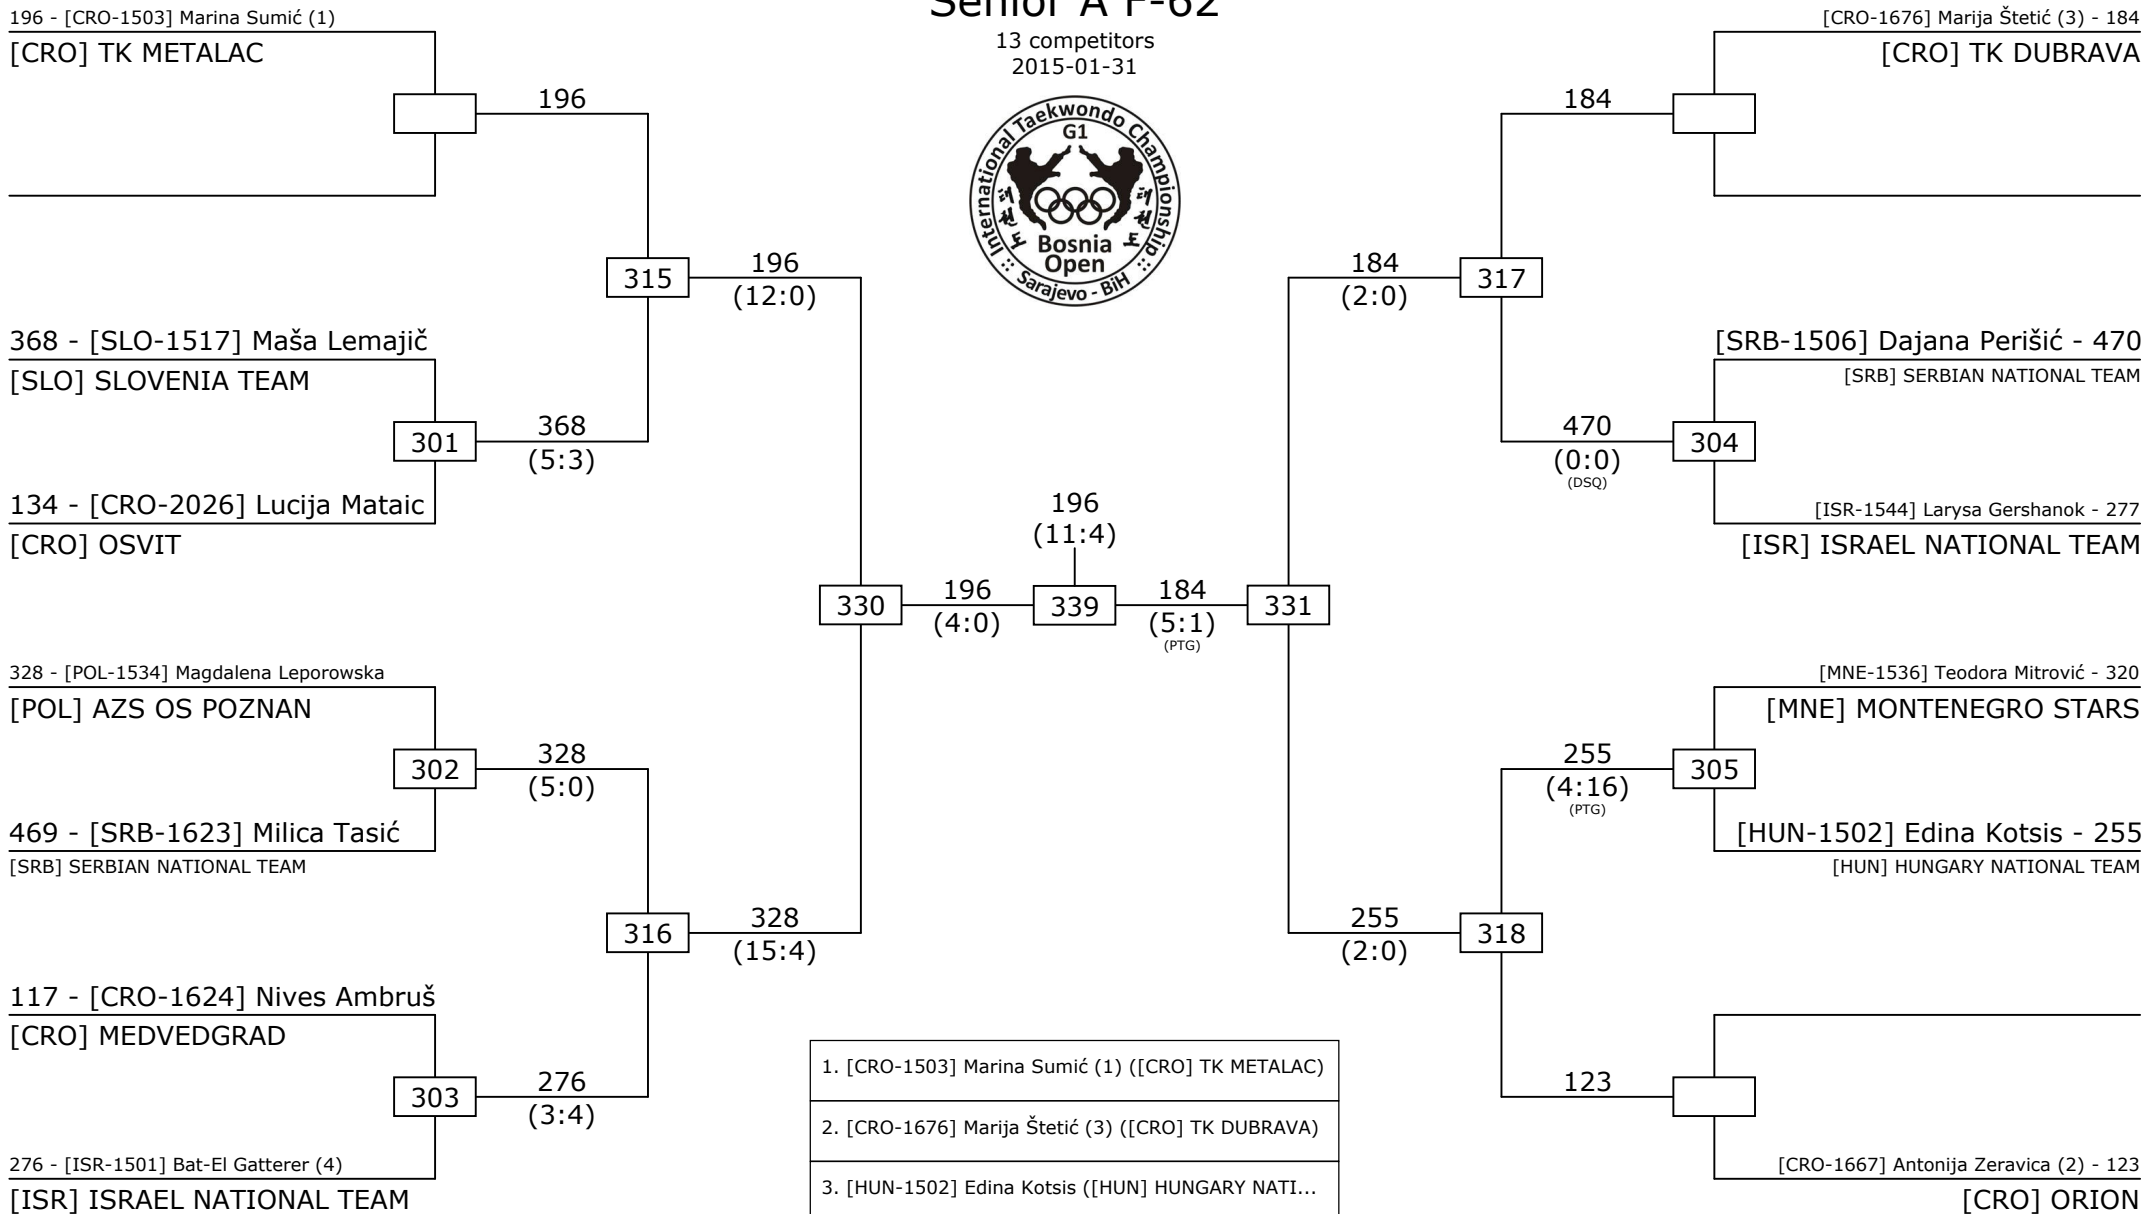 Senior A F-62
13 competitors
2015-01-31
International Taekwondo Championship :: Sarajevo - BiH ::
G1
Bosnia
Open
196 - [CRO-1503] Marina Sumić (1)
[CRO] TK METALAC
196
368 - [SLO-1517] Maša Lemajič
[SLO] SLOVENIA TEAM
301
368
(5:3)
134 - [CRO-2026] Lucija Mataic
[CRO] OSVIT
315
196
(12:0)
328 - [POL-1534] Magdalena Leporowska
[POL] AZS OS POZNAN
302
328
(5:0)
469 - [SRB-1623] Milica Tasić
[SRB] SERBIAN NATIONAL TEAM
316
328
(15:4)
117 - [CRO-1624] Nives Ambruš
[CRO] MEDVEDGRAD
303
276
(3:4)
276 - [ISR-1501] Bat-El Gatterer (4)
[ISR] ISRAEL NATIONAL TEAM
330
196
(4:0)
196
(11:4)
339
184
(5:1)
(PTG)
331
[CRO-1676] Marija Štetić (3) - 184
[CRO] TK DUBRAVA
184
184
(2:0)
317
[SRB-1506] Dajana Perišić - 470
[SRB] SERBIAN NATIONAL TEAM
470
(0:0)
(DSQ)
304
[ISR-1544] Larysa Gershanok - 277
[ISR] ISRAEL NATIONAL TEAM
[MNE-1536] Teodora Mitrović - 320
[MNE] MONTENEGRO STARS
255
(4:16)
(PTG)
305
[HUN-1502] Edina Kotsis - 255
[HUN] HUNGARY NATIONAL TEAM
255
(2:0)
318
123
[CRO-1667] Antonija Zeravica (2) - 123
[CRO] ORION
1. [CRO-1503] Marina Sumić (1) ([CRO] TK METALAC)
2. [CRO-1676] Marija Štetić (3) ([CRO] TK DUBRAVA)
3. [HUN-1502] Edina Kotsis ([HUN] HUNGARY NATI...